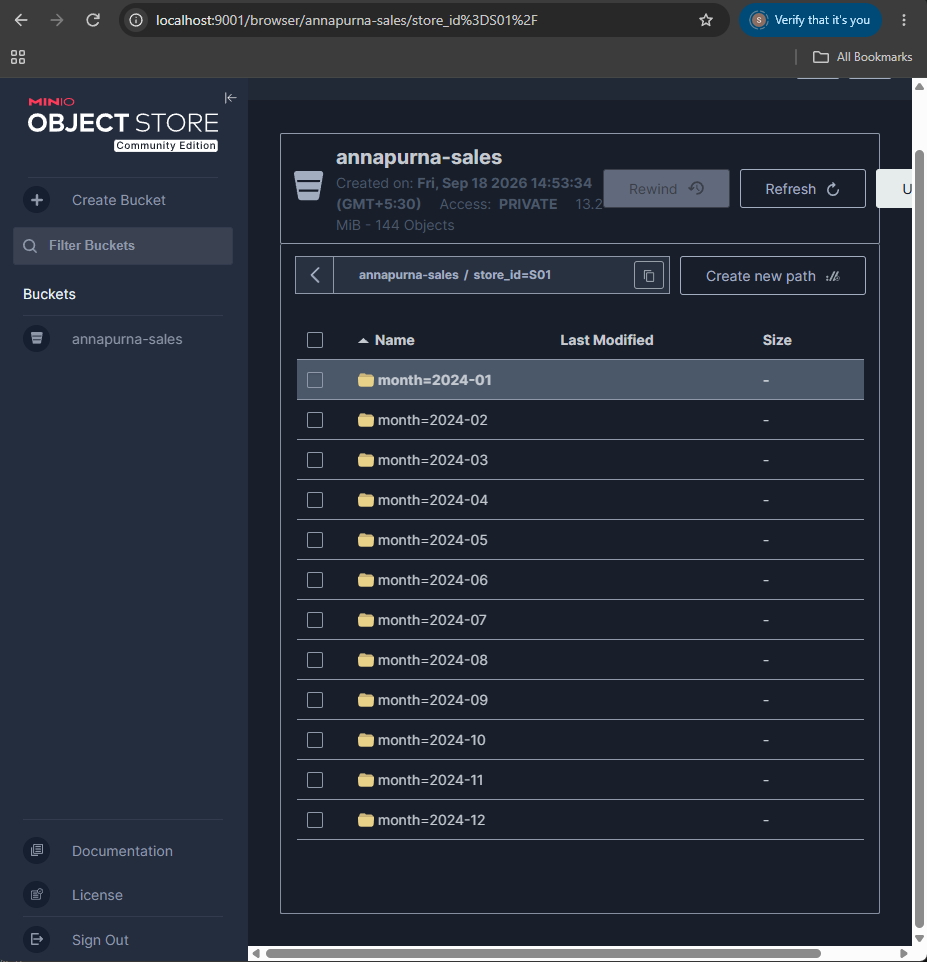 localhost:9001/browser/annapurna-sales/store_id%3DS01%2F
S
Verify that it's you
All Bookmarks
MINIO
OBJECT STORE
Community Edition
Create Bucket
Filter Buckets
Buckets
annapurna-sales
Documentation
License
Sign Out
annapurna-sales
Created on: Fri, Sep 18 2026 14:53:34
(GMT+5:30) Access: PRIVATE 13.2
MiB - 144 Objects
Rewind
Refresh
U
annapurna-sales / store_id=S01
Create new path
Name Last Modified Size
month=2024-01 -
month=2024-02 -
month=2024-03 -
month=2024-04 -
month=2024-05 -
month=2024-06 -
month=2024-07 -
month=2024-08 -
month=2024-09 -
month=2024-10 -
month=2024-11 -
month=2024-12 -